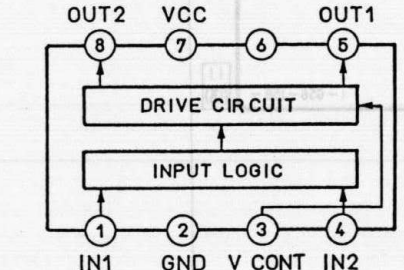 OUT2 VCC OUT1
8 7 6 5
DRIVE CIRCUIT
INPUT LOGIC
1 2 3 4
IN1 GND V CONT IN2